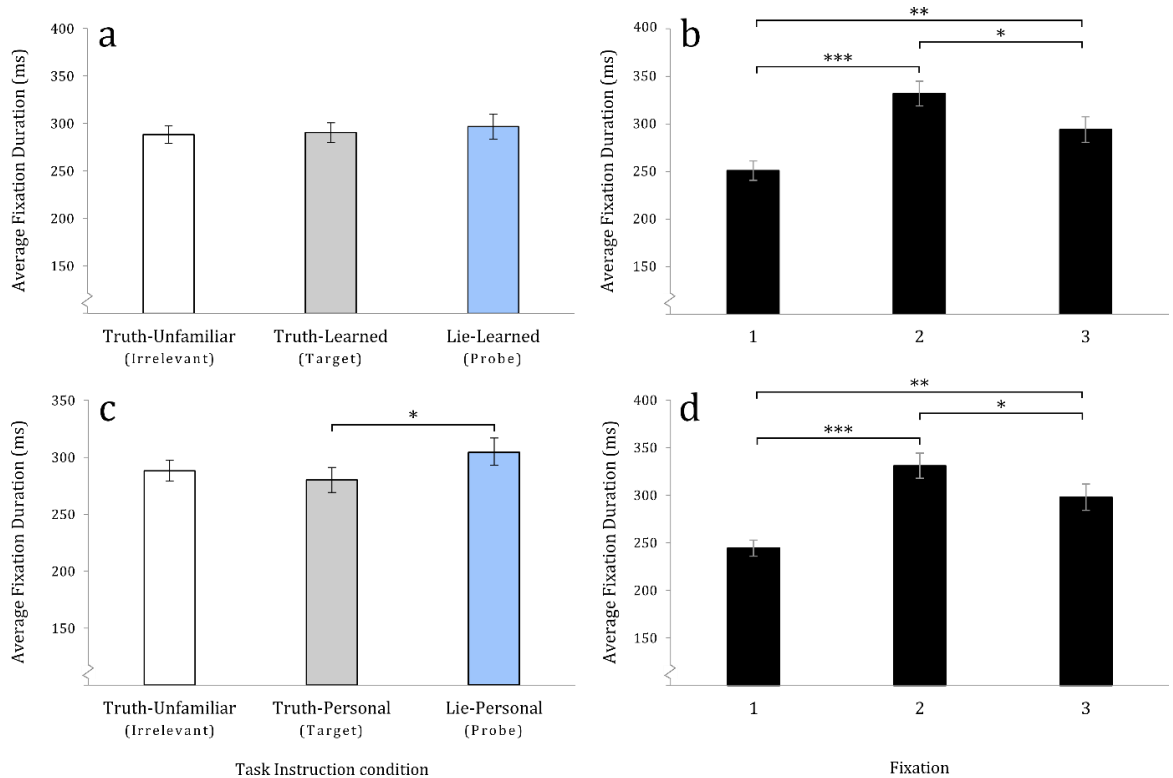 a
Average Fixation Duration (ms)
400
350
300
250
200
150
Truth-Unfamiliar
(Irrelevant)
Truth-Learned
(Target)
Lie-Learned
(Probe)
b
Average Fixation Duration (ms)
400
350
300
250
200
150
**
*
***
1
2
3
c
Average Fixation Duration (ms)
350
300
250
200
150
*
Truth-Unfamiliar
(Irrelevant)
Truth-Personal
(Target)
Lie-Personal
(Probe)
Task Instruction condition
d
Average Fixation Duration (ms)
400
350
300
250
200
150
**
*
***
1
2
3
Fixation